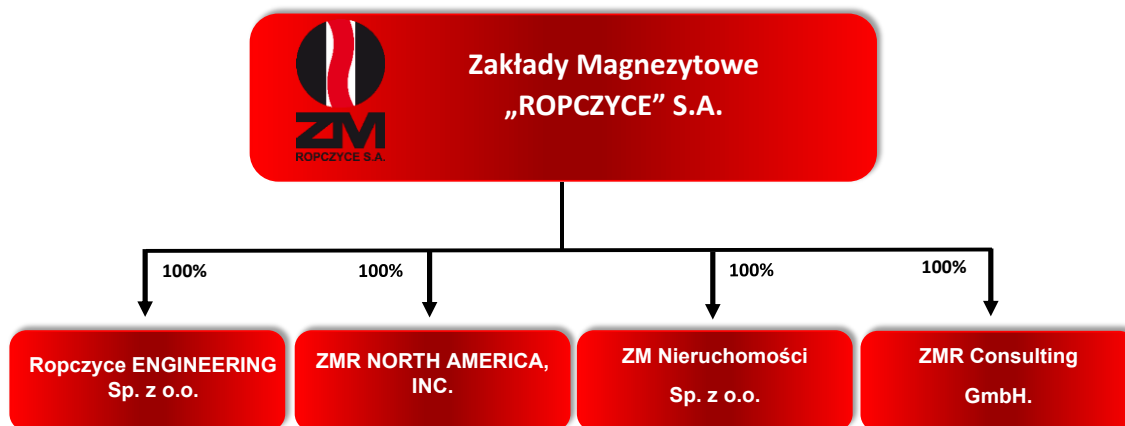 Zakłady Magnezytowe
„ROPCZYCE” S.A.
ZM
ROPCZYCE S.A.
100%
100%
100%
100%
Ropczyce ENGINEERING
Sp. z o.o.
ZMR NORTH AMERICA,
INC.
ZM Nieruchomości
Sp. z o.o.
ZMR Consulting
GmbH.